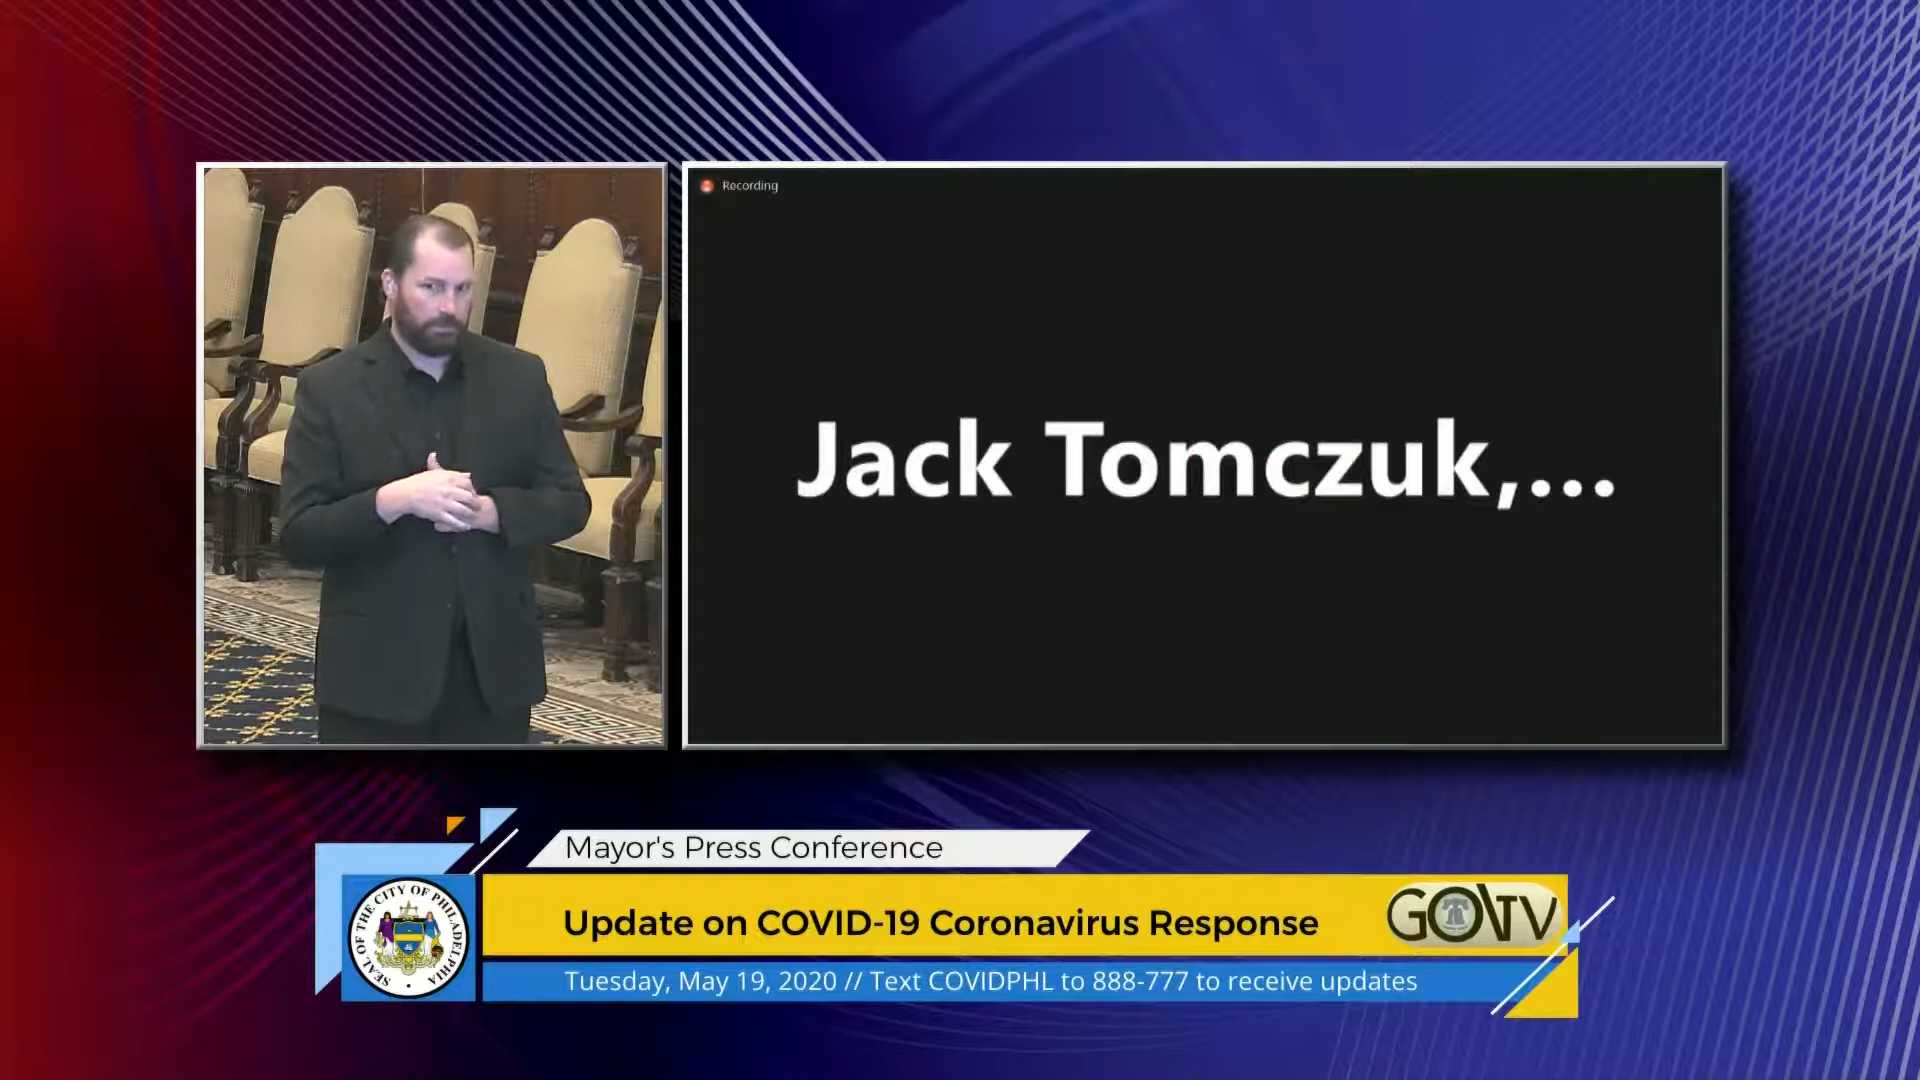 Recording
Jack Tomczuk,...
Mayor's Press Conference
Update on COVID-19 Coronavirus Response
GOVTV
Tuesday, May 19, 2020 // Text COVIDPHL to 888-777 to receive updates
SEAL OF THE CITY OF PHILADELPHIA